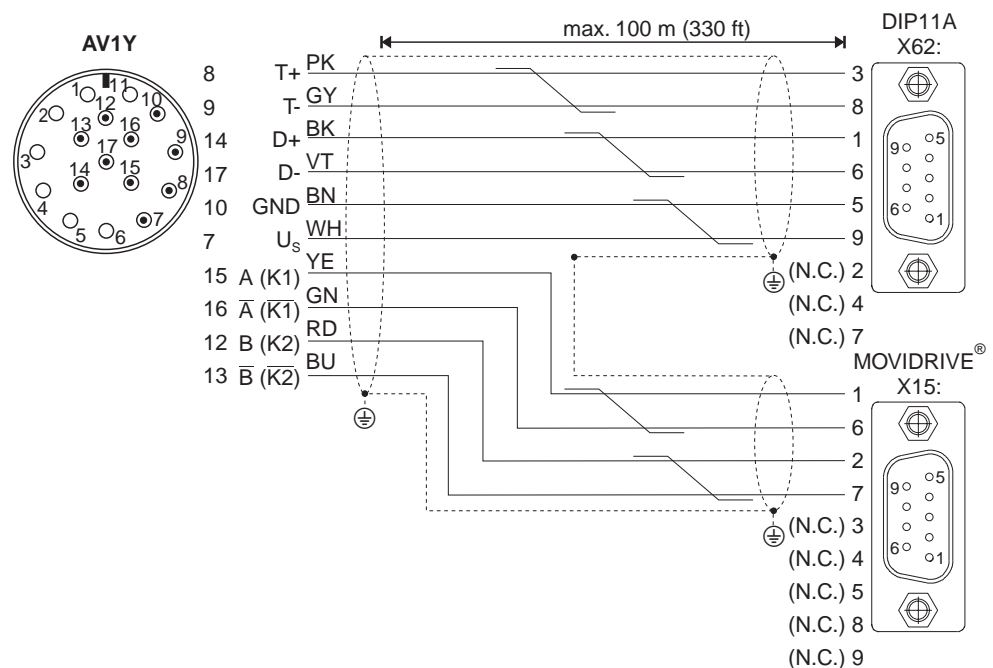 AV1Y
max. 100 m (330 ft)
DIP11A
X62:
1
2
3
4
5
6
7
8
9
10
11
12
13
14
15
16
17
8 T+ PK 3
9 T- GY 8
14 D+ BK 1
17 D- VT 6
10 GND BN 5
7 US WH 9
(N.C.) 2
(N.C.) 4
(N.C.) 7
9 5
6 1
15 A (K1) YE
16 A̅ (K̅1̅) GN
12 B (K2) RD
13 B̅ (K̅2̅) BU
MOVIDRIVE®
X15:
1
6
2
7
(N.C.) 3
(N.C.) 4
(N.C.) 5
(N.C.) 8
(N.C.) 9
9 5
6 1